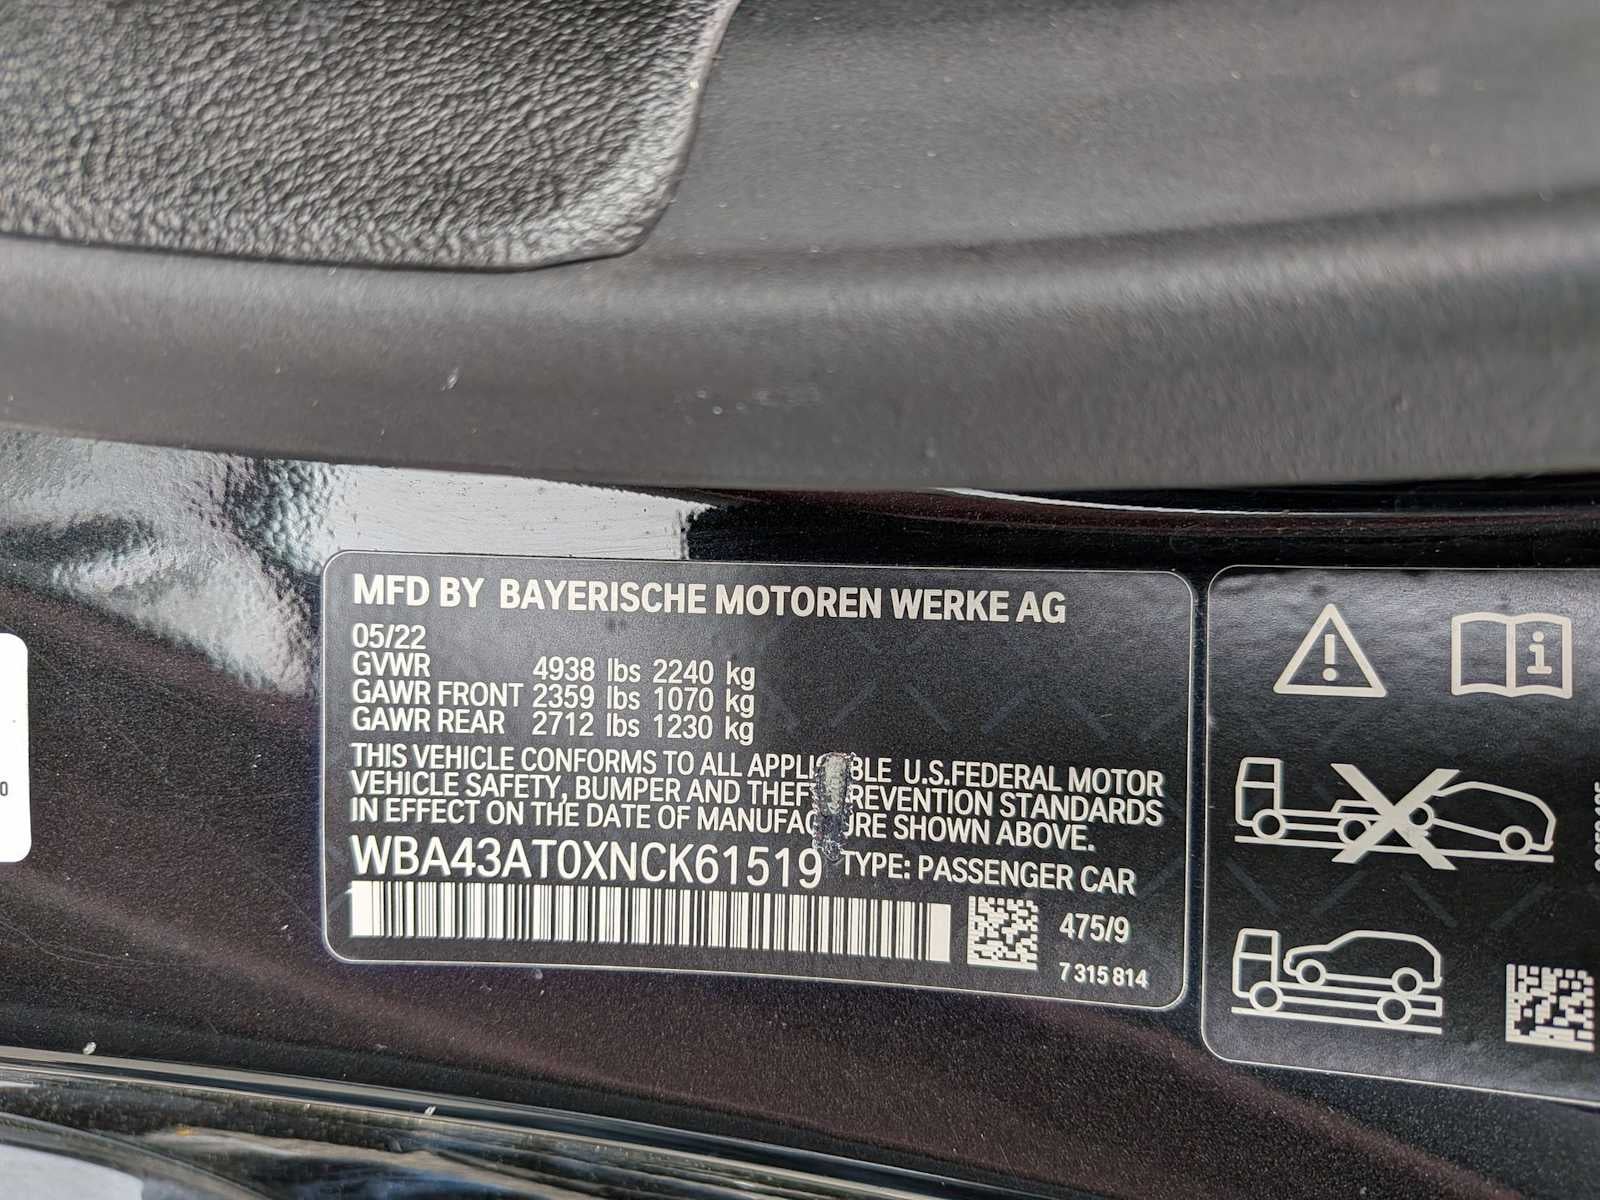 MFD BY BAYERISCHE MOTOREN WERKE AG
05/22
GVWR 4938 lbs 2240 kg
GAWR FRONT 2359 lbs 1070 kg
GAWR REAR 2712 lbs 1230 kg
THIS VEHICLE CONFORMS TO ALL APPLICABLE U.S.FEDERAL MOTOR
VEHICLE SAFETY, BUMPER AND THEFT PREVENTION STANDARDS
IN EFFECT ON THE DATE OF MANUFACTURE SHOWN ABOVE.
WBA43AT0XNCK61519 TYPE: PASSENGER CAR
475/9
7 315 814
0